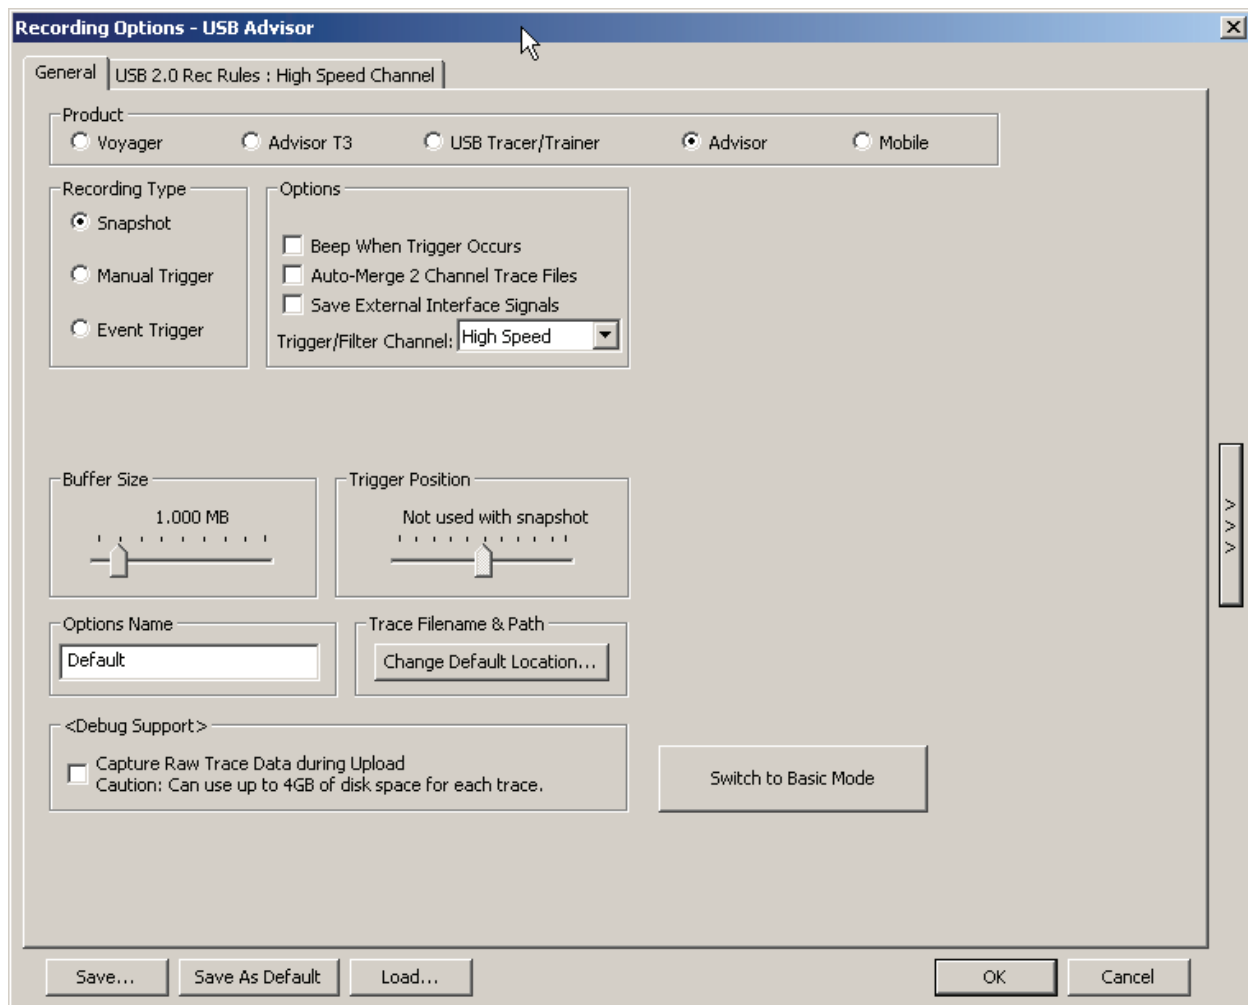 Recording Options - USB Advisor
General
USB 2.0 Rec Rules : High Speed Channel
Product
Voyager
Advisor T3
USB Tracer/Trainer
Advisor
Mobile
Recording Type
Snapshot
Manual Trigger
Event Trigger
Options
Beep When Trigger Occurs
Auto-Merge 2 Channel Trace Files
Save External Interface Signals
Trigger/Filter Channel: High Speed
Buffer Size
1.000 MB
Trigger Position
Not used with snapshot
>
>
>
Options Name
Default
Trace Filename & Path
Change Default Location...
<Debug Support>
Capture Raw Trace Data during Upload
Caution: Can use up to 4GB of disk space for each trace.
Switch to Basic Mode
Save...
Save As Default
Load...
OK
Cancel